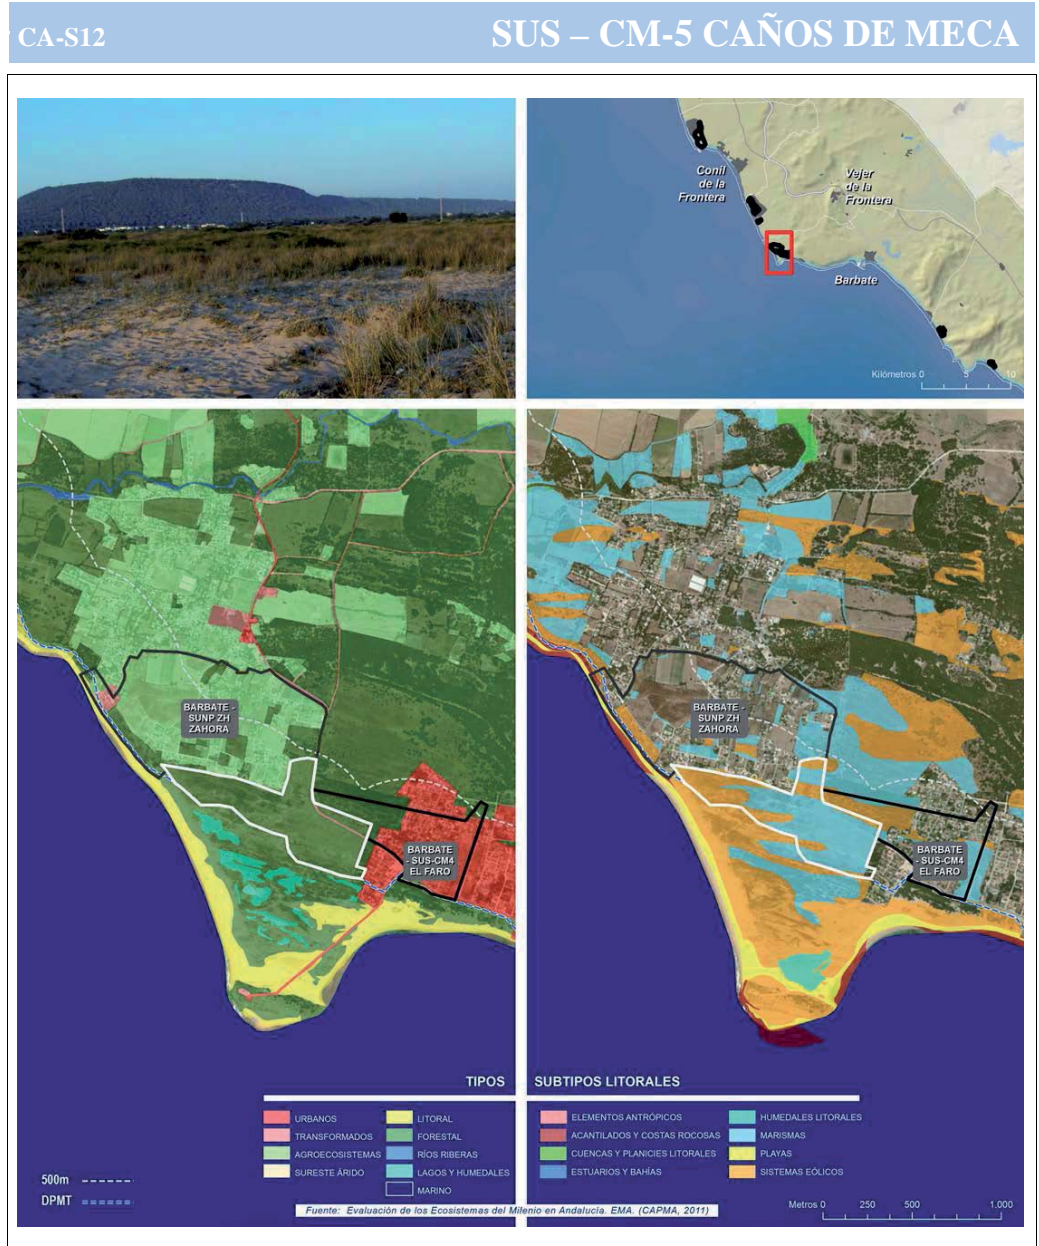 CA-S12
SUS – CM-5 CAÑOS DE MECA
Conil
de la
Frontera
Vejer
de la
Frontera
Barbate
Kilómetros 0 5 10
BARBATE -
SUNP ZH
ZAHORA
BARBATE
- SUS-CM4
EL FARO
BARBATE -
SUNP ZH
ZAHORA
BARBATE
- SUS-CM4
EL FARO
TIPOS
URBANOS
TRANSFORMADOS
AGROECOSISTEMAS
SURESTE ÁRIDO
LITORAL
FORESTAL
RÍOS RIBERAS
LAGOS Y HUMEDALES
MARINO
SUBTIPOS LITORALES
ELEMENTOS ANTRÓPICOS
ACANTILADOS Y COSTAS ROCOSAS
CUENCAS Y PLANICIES LITORALES
ESTUARIOS Y BAHÍAS
HUMEDALES LITORALES
MARISMAS
PLAYAS
SISTEMAS EÓLICOS
500m
DPMT
Fuente: Evaluación de los Ecosistemas del Milenio en Andalucía. EMA. (CAPMA, 2011)
Metros 0 250 500 1.000